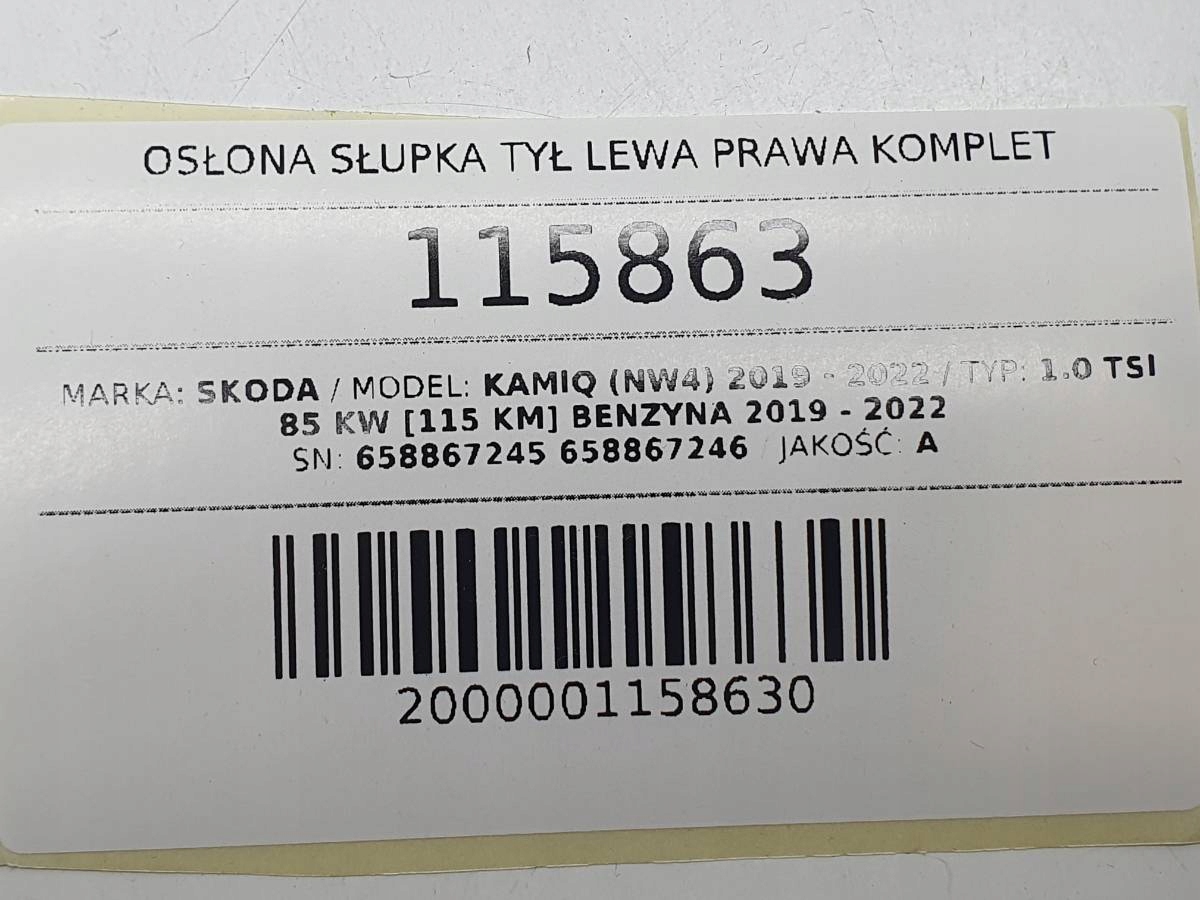 OSŁONA SŁUPKA TYŁ LEWA PRAWA KOMPLET
115863
MARKA: SKODA / MODEL: KAMIQ (NW4) 2019 - 2022 / TYP: 1.0 TSI
85 KW [115 KM] BENZYNA 2019 - 2022
SN: 658867245 658867246 / JAKOŚĆ: A
2000001158630